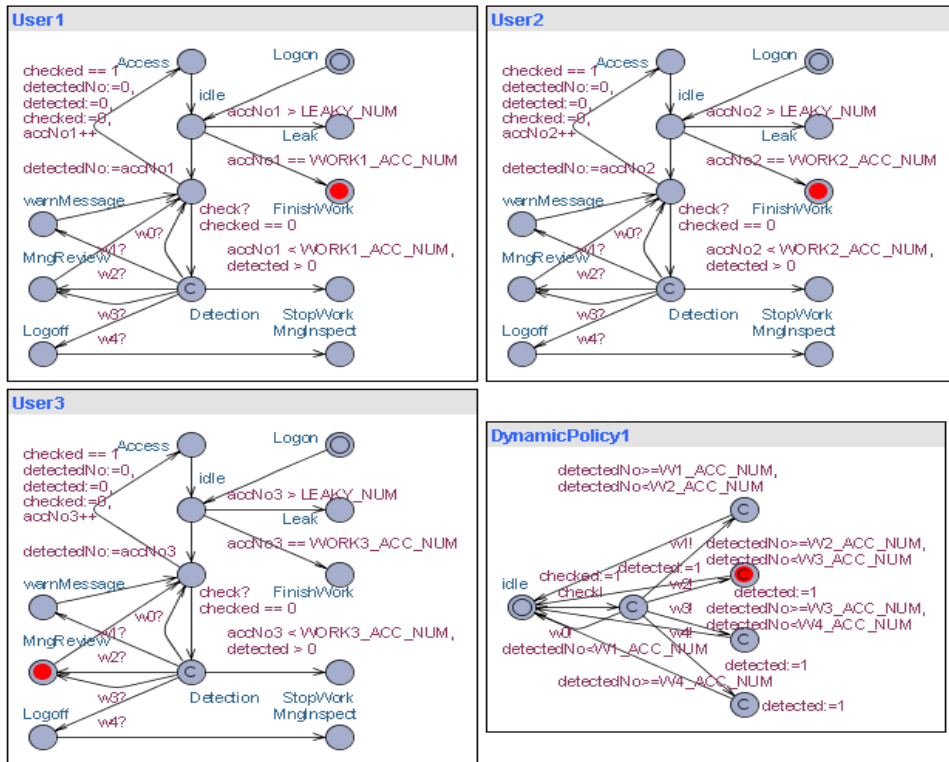 User1
checked == 1
detectedNo:=0,
detected:=0,
checked:=0,
accNo1++
Access
Logon
idle
accNo1 > LEAKY_NUM
Leak
accNo1 == WORK1_ACC_NUM
detectedNo:=accNo1
FinishWork
warnMessage
w0?
check?
checked == 0
w1?
MngReview
w2?
accNo1 < WORK1_ACC_NUM,
detected > 0
C
w3?
Detection
StopWork
Logoff
w4?
MngInspect
User2
checked == 1
detectedNo:=0,
detected:=0,
checked:=0,
accNo2++
Access
Logon
idle
accNo2 > LEAKY_NUM
Leak
accNo2 == WORK2_ACC_NUM
detectedNo:=accNo2
FinishWork
warnMessage
w0?
check?
checked == 0
w1?
MngReview
w2?
accNo2 < WORK2_ACC_NUM,
detected > 0
C
w3?
Detection
StopWork
Logoff
w4?
MngInspect
User3
checked == 1
detectedNo:=0,
detected:=0,
checked:=0,
accNo3++
Access
Logon
idle
accNo3 > LEAKY_NUM
Leak
accNo3 == WORK3_ACC_NUM
detectedNo:=accNo3
FinishWork
warnMessage
w0?
check?
checked == 0
w1?
MngReview
w2?
accNo3 < WORK3_ACC_NUM,
detected > 0
C
w3?
Detection
StopWork
Logoff
w4?
MngInspect
DynamicPolicy1
detectedNo>=W1_ACC_NUM,
detectedNo<W2_ACC_NUM
C
w1!
detected:=1
detectedNo>=W2_ACC_NUM,
detectedNo<W3_ACC_NUM
C
idle
checked:=1
check!
C
w2!
detected:=1
w3!
detectedNo>=W3_ACC_NUM,
detectedNo<W4_ACC_NUM
C
w0!
w4!
detectedNo<W1_ACC_NUM
detected:=1
detectedNo>=W4_ACC_NUM
C
detected:=1